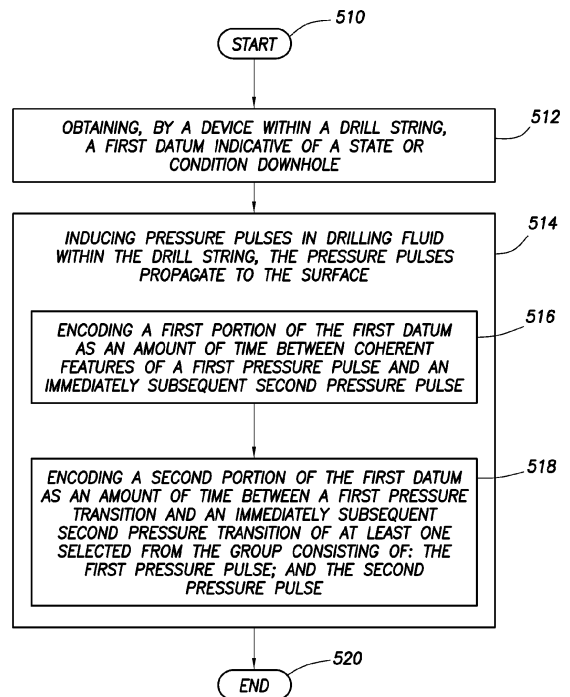 510
START
OBTAINING, BY A DEVICE WITHIN A DRILL STRING,
A FIRST DATUM INDICATIVE OF A STATE OR
CONDITION DOWNHOLE
512
INDUCING PRESSURE PULSES IN DRILLING FLUID
WITHIN THE DRILL STRING, THE PRESSURE PULSES
PROPAGATE TO THE SURFACE
514
ENCODING A FIRST PORTION OF THE FIRST DATUM
AS AN AMOUNT OF TIME BETWEEN COHERENT
FEATURES OF A FIRST PRESSURE PULSE AND AN
IMMEDIATELY SUBSEQUENT SECOND PRESSURE PULSE
516
ENCODING A SECOND PORTION OF THE FIRST DATUM
AS AN AMOUNT OF TIME BETWEEN A FIRST PRESSURE
TRANSITION AND AN IMMEDIATELY SUBSEQUENT
SECOND PRESSURE TRANSITION OF AT LEAST ONE
SELECTED FROM THE GROUP CONSISTING OF: THE
FIRST PRESSURE PULSE; AND THE SECOND
PRESSURE PULSE
518
520
END